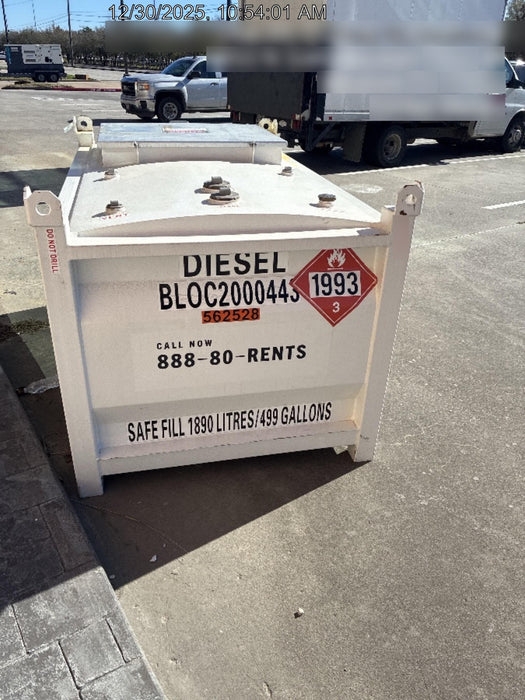 12/30/2025, 10:54:01 AM
DO NOT DRILL
DIESEL
BLOC2000443
1993
3
562528
CALL NOW
888-80-RENTS
SAFE FILL 1890 LITRES/499 GALLONS